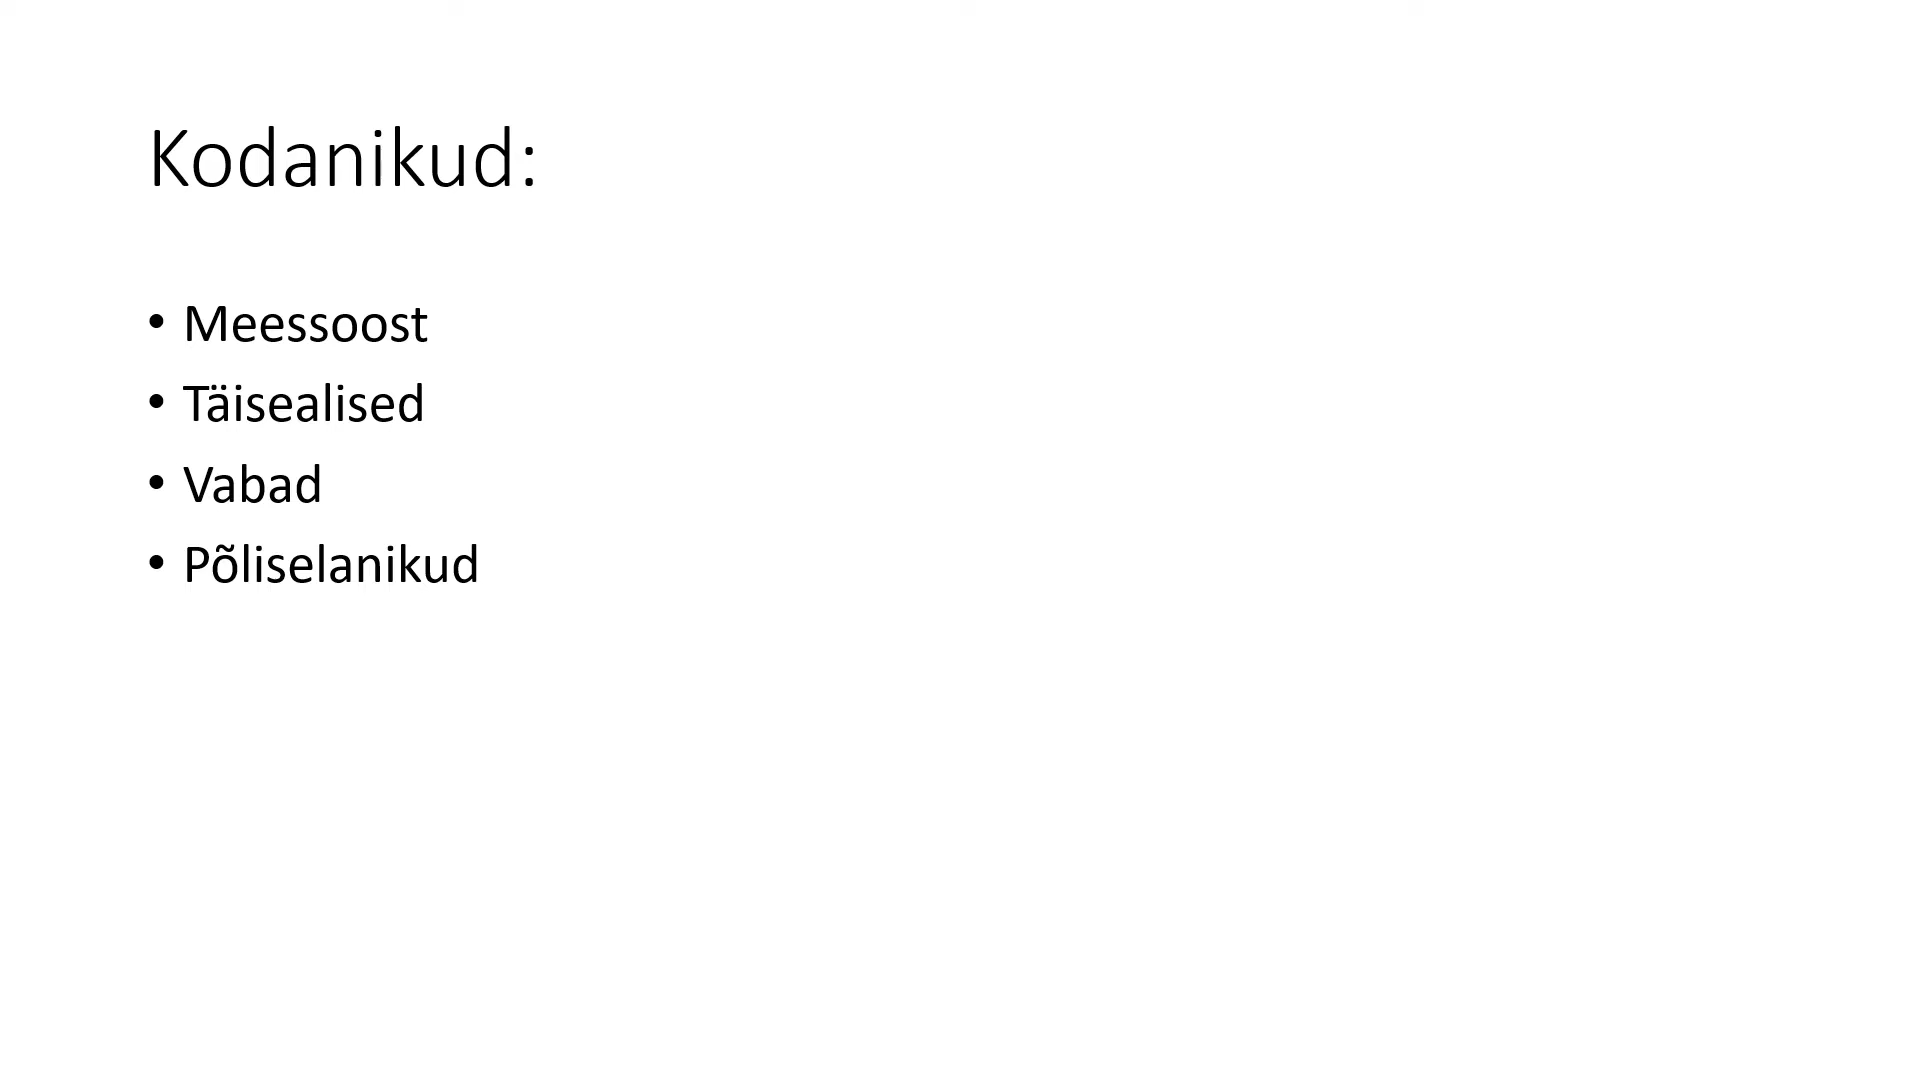 Kodanikud:
• Meessoost
• Täisealised
• Vabad
• Põliselanikud